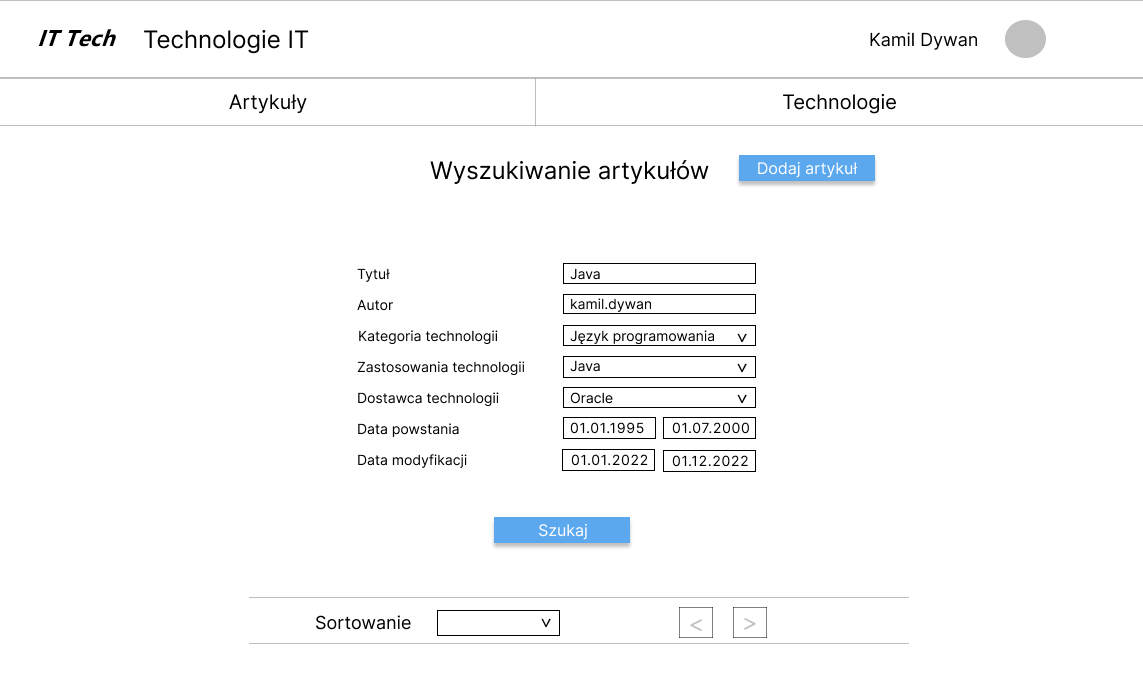 IT Tech Technologie IT Kamil Dywan
Artykuły Technologie
Wyszukiwanie artykułów Dodaj artykuł
Tytuł Java
Autor kamil.dywan
Kategoria technologii Język programowania
Zastosowania technologii Java
Dostawca technologii Oracle
Data powstania 01.01.1995 01.07.2000
Data modyfikacji 01.01.2022 01.12.2022
Szukaj
Sortowanie < >